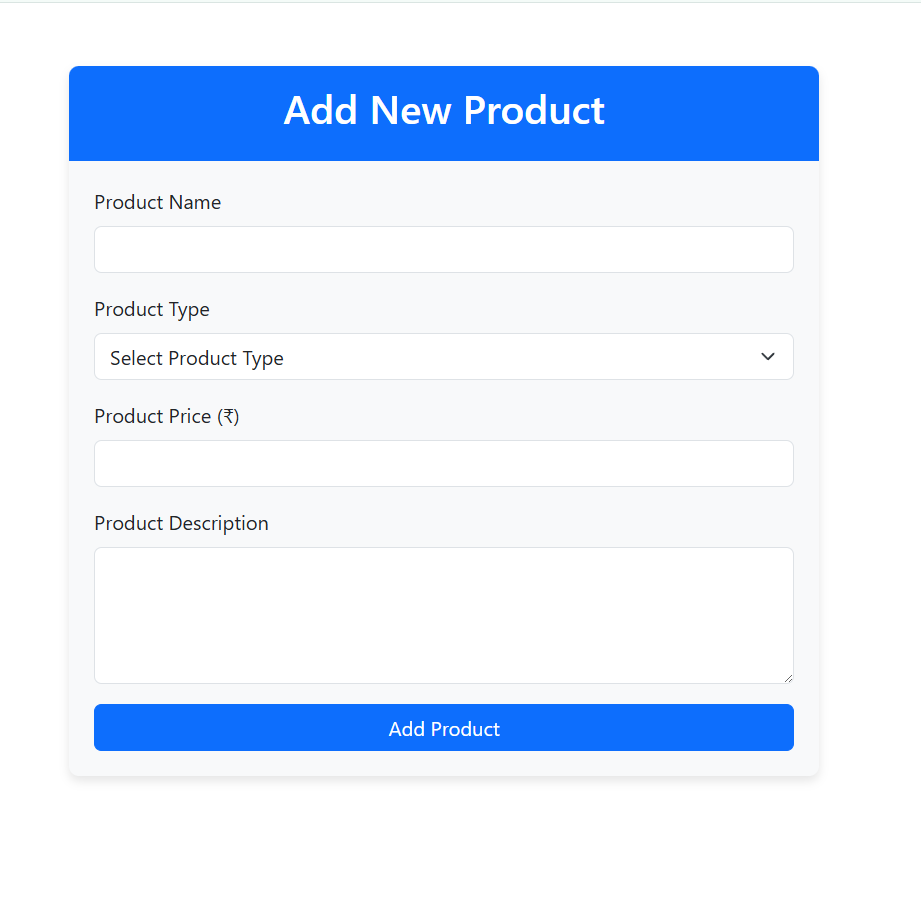 Add New Product
Product Name
Product Type
Select Product Type
Product Price (₹)
Product Description
Add Product